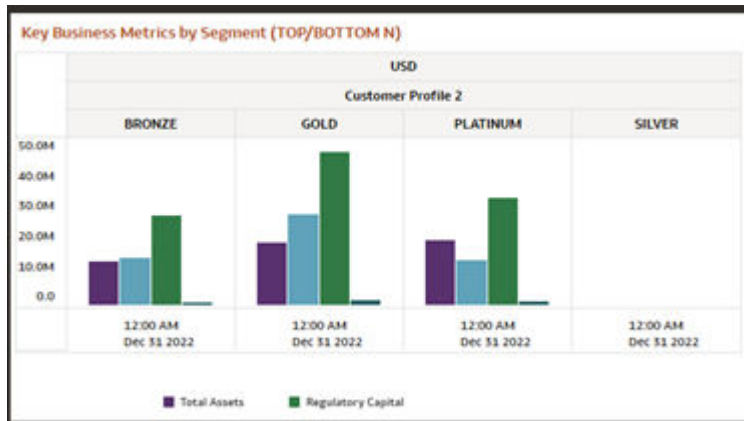 Key Business Metrics by Segment (TOP/BOTTOM N)
USD
Customer Profile 2
BRONZE GOLD PLATINUM SILVER
50.0M
40.0M
30.0M
20.0M
10.0M
0.0
12:00 AM 12:00 AM 12:00 AM 12:00 AM
Dec 31 2022 Dec 31 2022 Dec 31 2022 Dec 31 2022
Total Assets Regulatory Capital